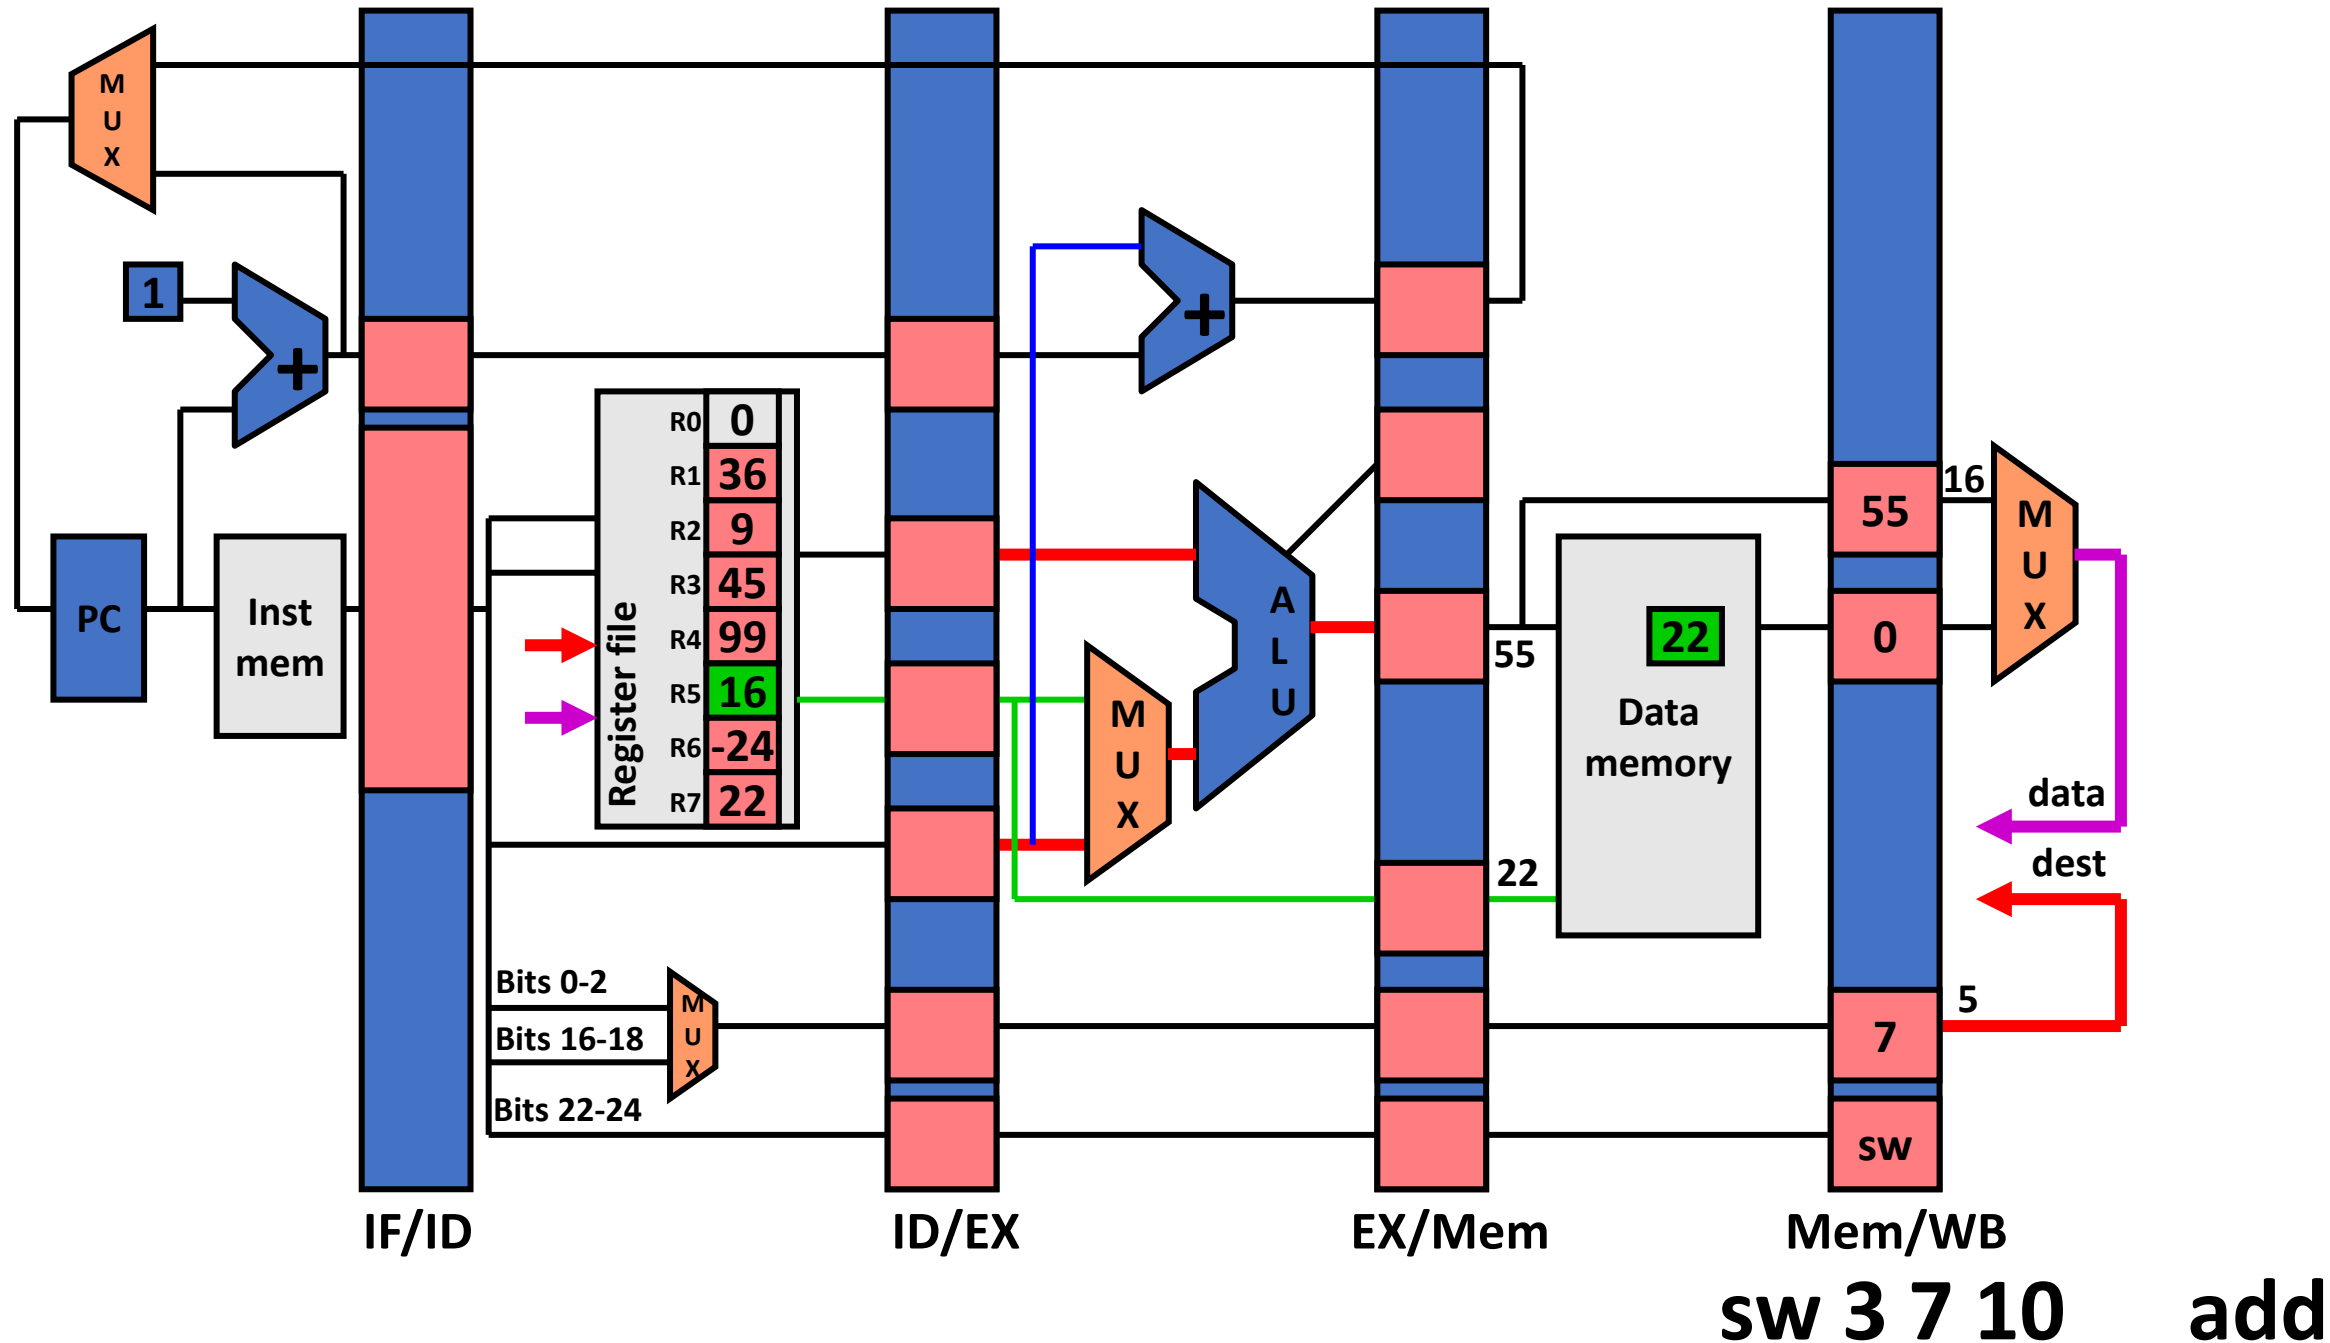 M
U
X
1
+
+
PC
Inst
mem
Register file
R0 0
R1 36
R2 9
R3 45
R4 99
R5 16
R6 -24
R7 22
M
U
X
A
L
U
55
22
22
Data
memory
55
0
16
M
U
X
data
dest
5
7
sw
Bits 0-2
Bits 16-18
Bits 22-24
M
U
X
IF/ID
ID/EX
EX/Mem
Mem/WB
sw 3 7 10
add